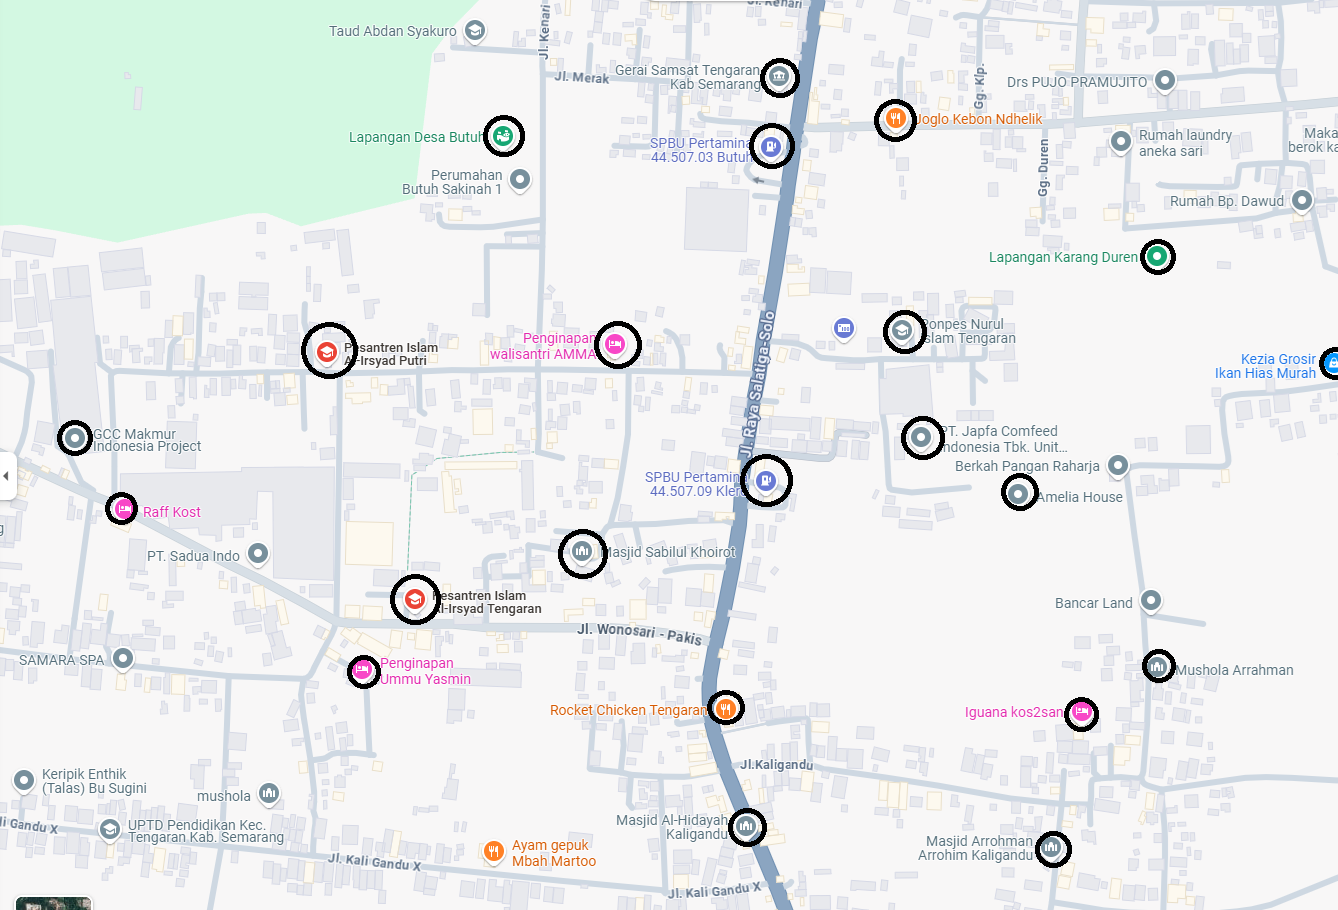 Jl. Kenari
Jl. Kenari
Taud Abdan Syakuro
Jl. Merak
Gerai Samsat Tengaran
Kab Semarang
Gg. Klp.
Drs PUJO PRAMUJITO
Joglo Kebon Ndhelik
Lapangan Desa Butuh
SPBU Pertamina
44.507.03 Butuh
Rumah laundry
aneka sari
Maka
berok ka
Gg. Duren
Perumahan
Butuh Sakinah 1
Rumah Bp. Dawud
Lapangan Karang Duren
Pesantren Islam
Al-Irsyad Putri
Penginapan
walisantri AMMA
Jl. Raya Salatiga-Solo
Ponpes Nurul
Islam Tengaran
Kezia Grosir
Ikan Hias Murah
GCC Makmur
Indonesia Project
PT. Japfa Comfeed
Indonesia Tbk. Unit...
Berkah Pangan Raharja
SPBU Pertamin
44.507.09 Kler
Amelia House
Raff Kost
g
PT. Sadua Indo
Masjid Sabilul Khoirot
Pesantren Islam
Al-Irsyad Tengaran
Bancar Land
Jl. Wonosari - Pakis
SAMARA SPA
Penginapan
Ummu Yasmin
Mushola Arrahman
Rocket Chicken Tengaran
Iguana kos2san
Jl.Kaligandu
Keripik Enthik
(Talas) Bu Sugini
mushola
li Gandu X
UPTD Pendidikan Kec.
Tengaran Kab. Semarang
Masjid Al-Hidayah
Kaligandu
Masjid Arrohman
Arrohim Kaligandu
Jl. Kali Gandu X
Ayam gepuk
Mbah Martoo
Jl. Kali Gandu X